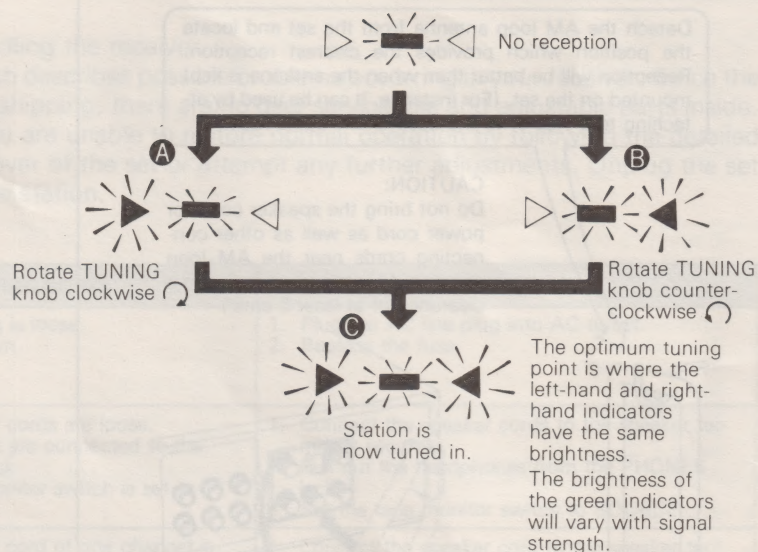 No reception
A
B
Rotate TUNING
knob clockwise
Rotate TUNING
knob counter-
clockwise
C
Station is
now tuned in.
The optimum tuning
point is where the
left-hand and right-
hand indicators
have the same
brightness.
The brightness of
the green indicators
will vary with signal
strength.